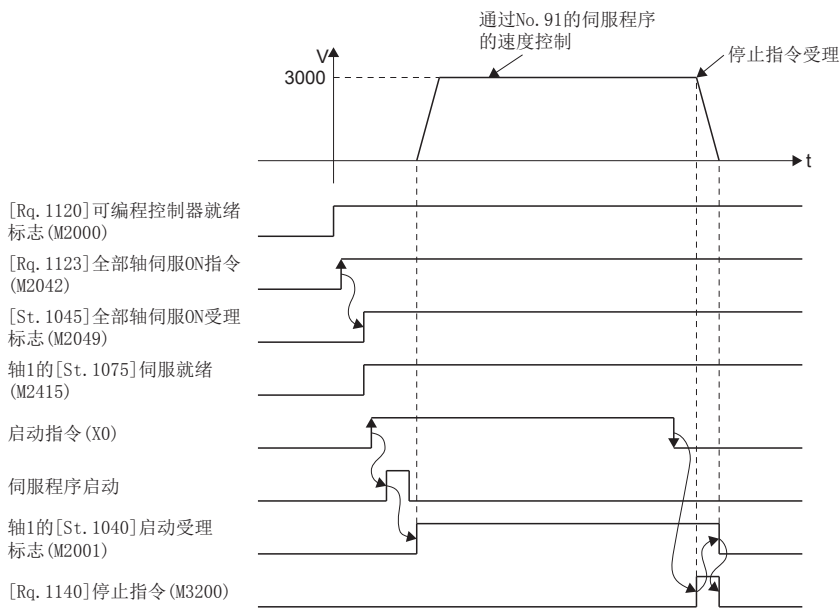 通过No.91的伺服程序
的速度控制
停止指令受理
V
3000
t
[Rq.1120]可编程控制器就绪
标志(M2000)
[Rq.1123]全部轴伺服ON指令
(M2042)
[St.1045]全部轴伺服ON受理
标志(M2049)
轴1的[St.1075]伺服就绪
(M2415)
启动指令(X0)
伺服程序启动
轴1的[St.1040]启动受理
标志(M2001)
[Rq.1140]停止指令(M3200)